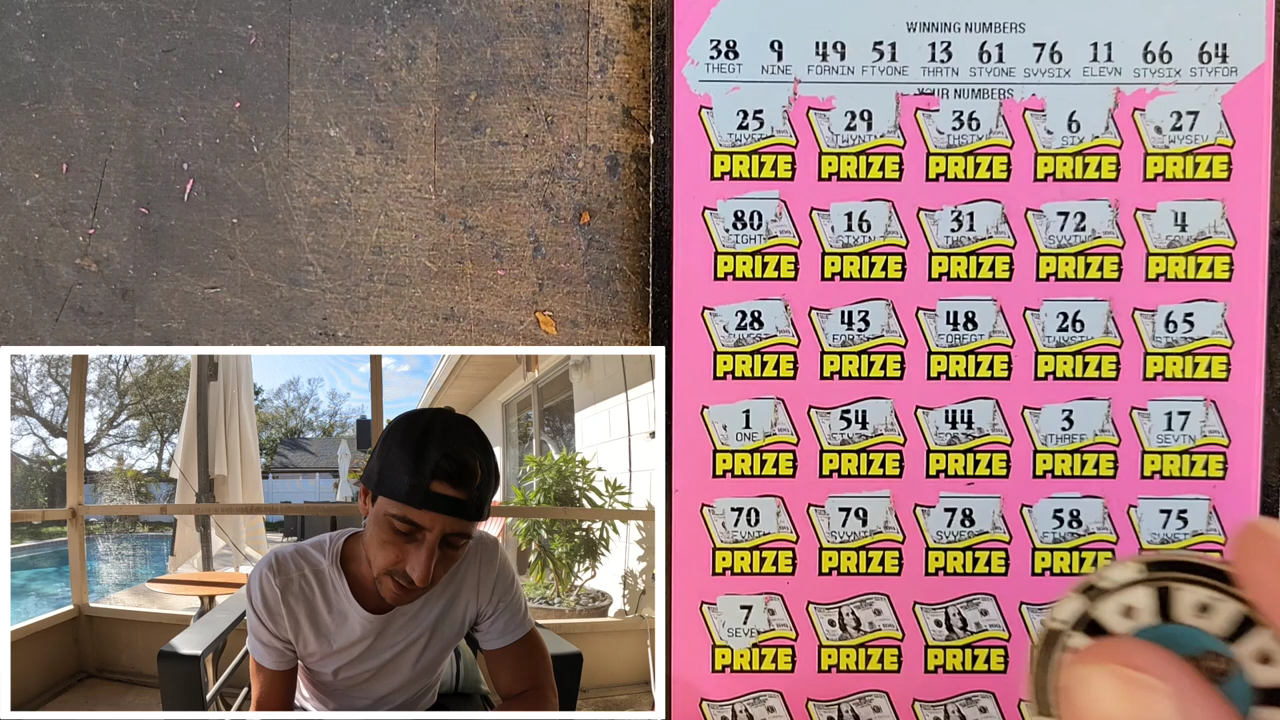 WINNING NUMBERS
38 9 49 51 13 61 76 11 66 64
THEGT NINE FORNIN FTYONE THRTN STYONE SVYSIX ELEVN STYSIX STYFOR
YOUR NUMBERS
25 29 36 6 27
SIX TWYSEV
PRIZE PRIZE PRIZE PRIZE PRIZE
80 16 31 72 4
PRIZE PRIZE PRIZE PRIZE PRIZE
28 43 48 26 65
PRIZE PRIZE PRIZE PRIZE PRIZE
1 54 44 3 17
ONE THREE SEVTN
PRIZE PRIZE PRIZE PRIZE PRIZE
70 79 78 58 75
PRIZE PRIZE PRIZE PRIZE
7
SEVE
PRIZE PRIZE PRIZE